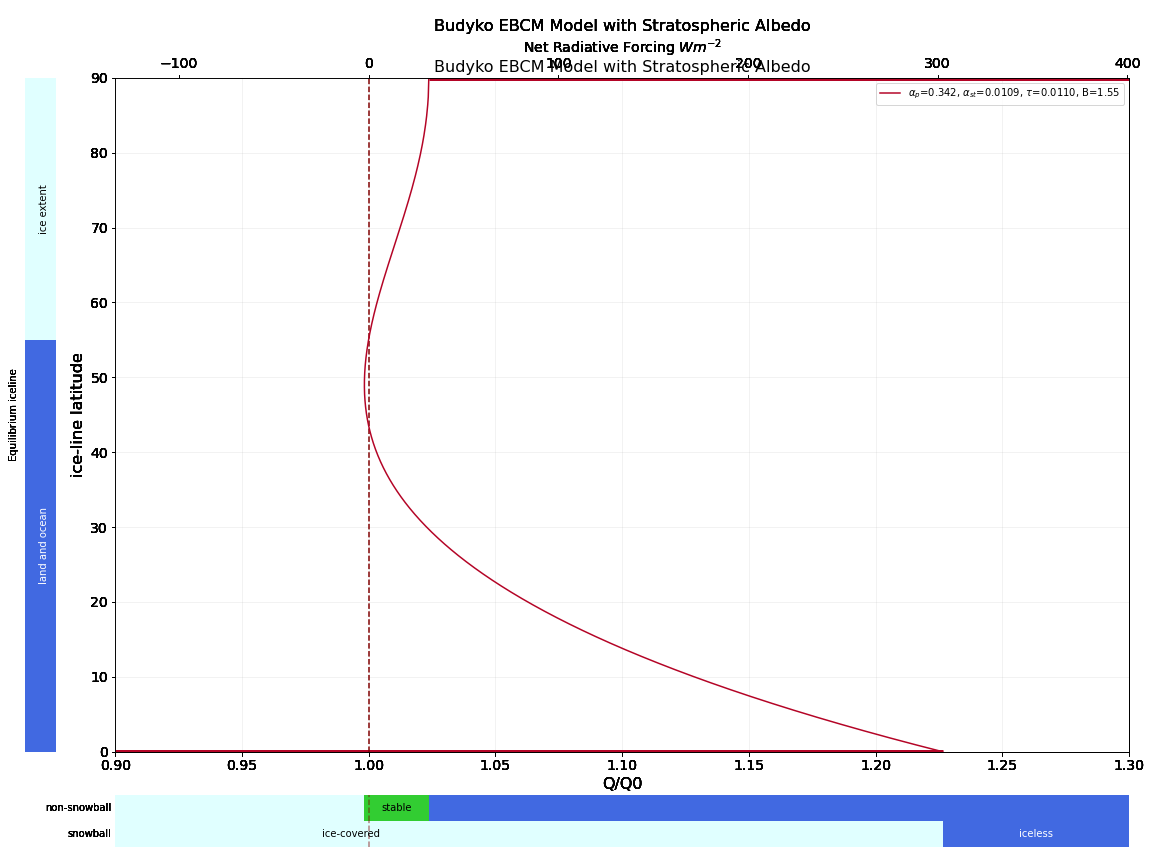 Budyko EBCM Model with Stratospheric Albedo
Net Radiative Forcing Wm⁻²
−100 0 100 200 300 400
Budyko EBCM Model with Stratospheric Albedo
90
80
70
60
50
40
30
20
10
0
αp=0.342, αst=0.0109, τ=0.0110, B=1.55
ice extent
land and ocean
Equilibrium iceline
ice-line latitude
0.90 0.95 1.00 1.05 1.10 1.15 1.20 1.25 1.30
Q/Q0
non-snowball stable
snowball ice-covered iceless